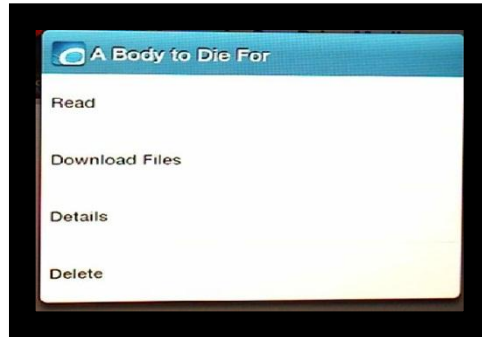 A Body to Die For
Read
Download Files
Details
Delete